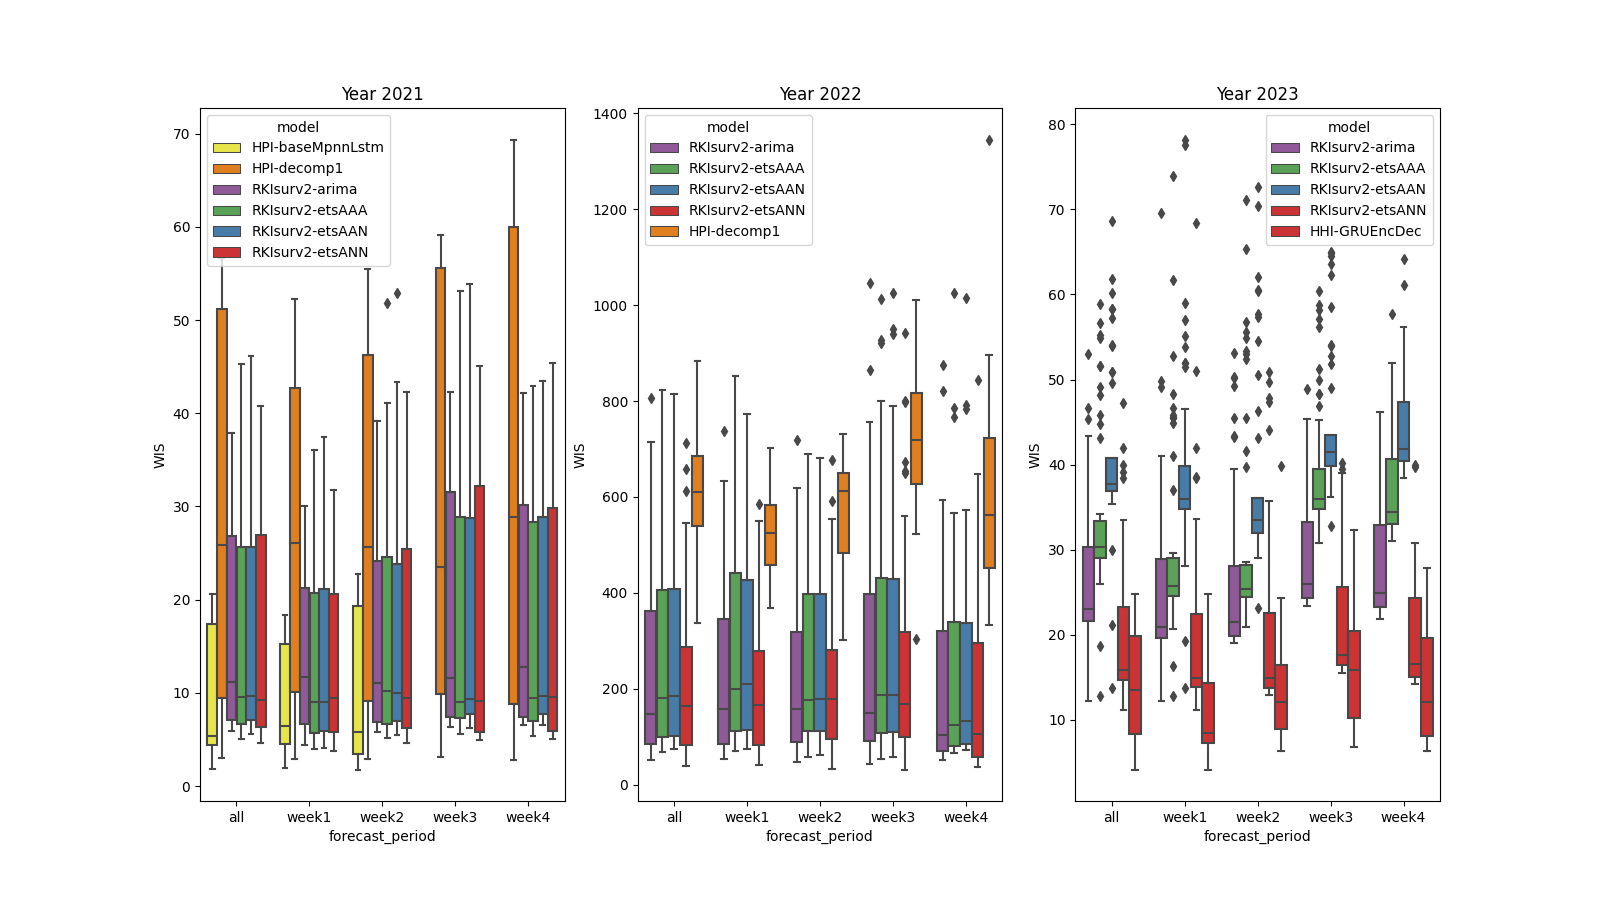 Year 2021
70
60
50
40
30
20
10
0
WIS
model
HPI-baseMpnnLstm
HPI-decomp1
RKIsurv2-arima
RKIsurv2-etsAAA
RKIsurv2-etsAAN
RKIsurv2-etsANN
all week1 week2 week3 week4
forecast_period
Year 2022
1400
1200
1000
800
600
400
200
0
WIS
model
RKIsurv2-arima
RKIsurv2-etsAAA
RKIsurv2-etsAAN
RKIsurv2-etsANN
HPI-decomp1
all week1 week2 week3 week4
forecast_period
Year 2023
80
70
60
50
40
30
20
10
WIS
model
RKIsurv2-arima
RKIsurv2-etsAAA
RKIsurv2-etsAAN
RKIsurv2-etsANN
HHI-GRUEncDec
all week1 week2 week3 week4
forecast_period